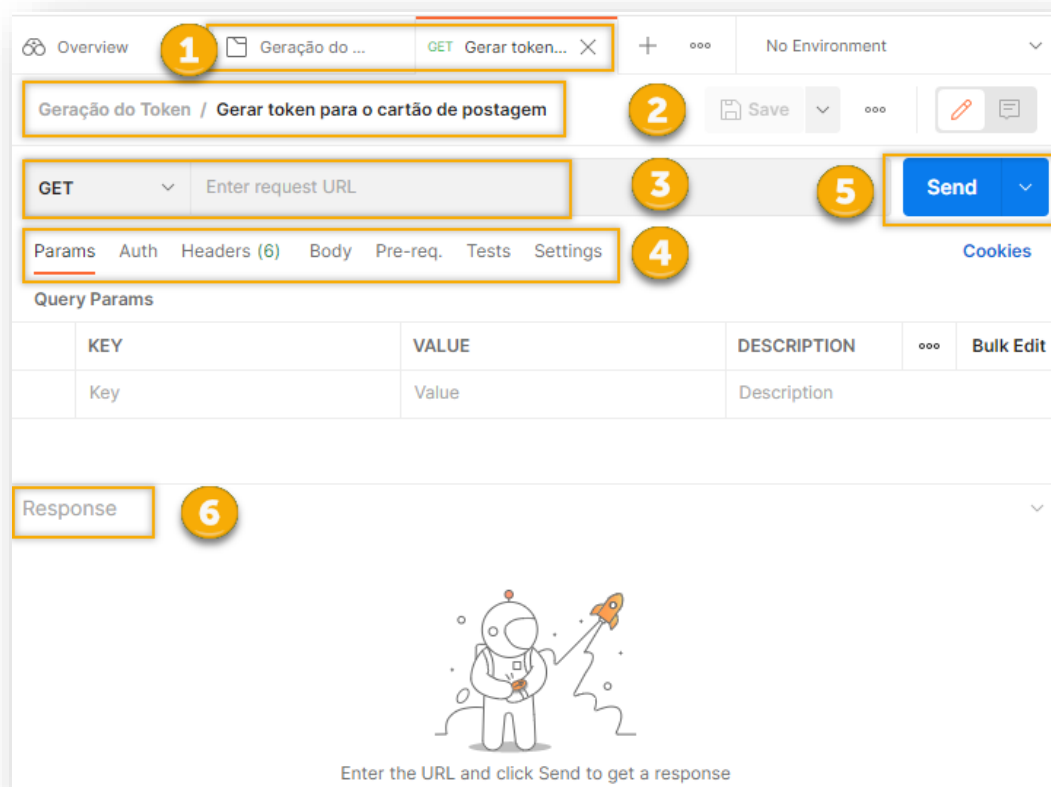 Overview 1 Geração do ... GET Gerar token... No Environment
Geração do Token / Gerar token para o cartão de postagem 2 Save
GET Enter request URL 3 5 Send
Params Auth Headers (6) Body Pre-req. Tests Settings 4 Cookies
Query Params
KEY VALUE DESCRIPTION Bulk Edit
Key Value Description
Response 6
Enter the URL and click Send to get a response